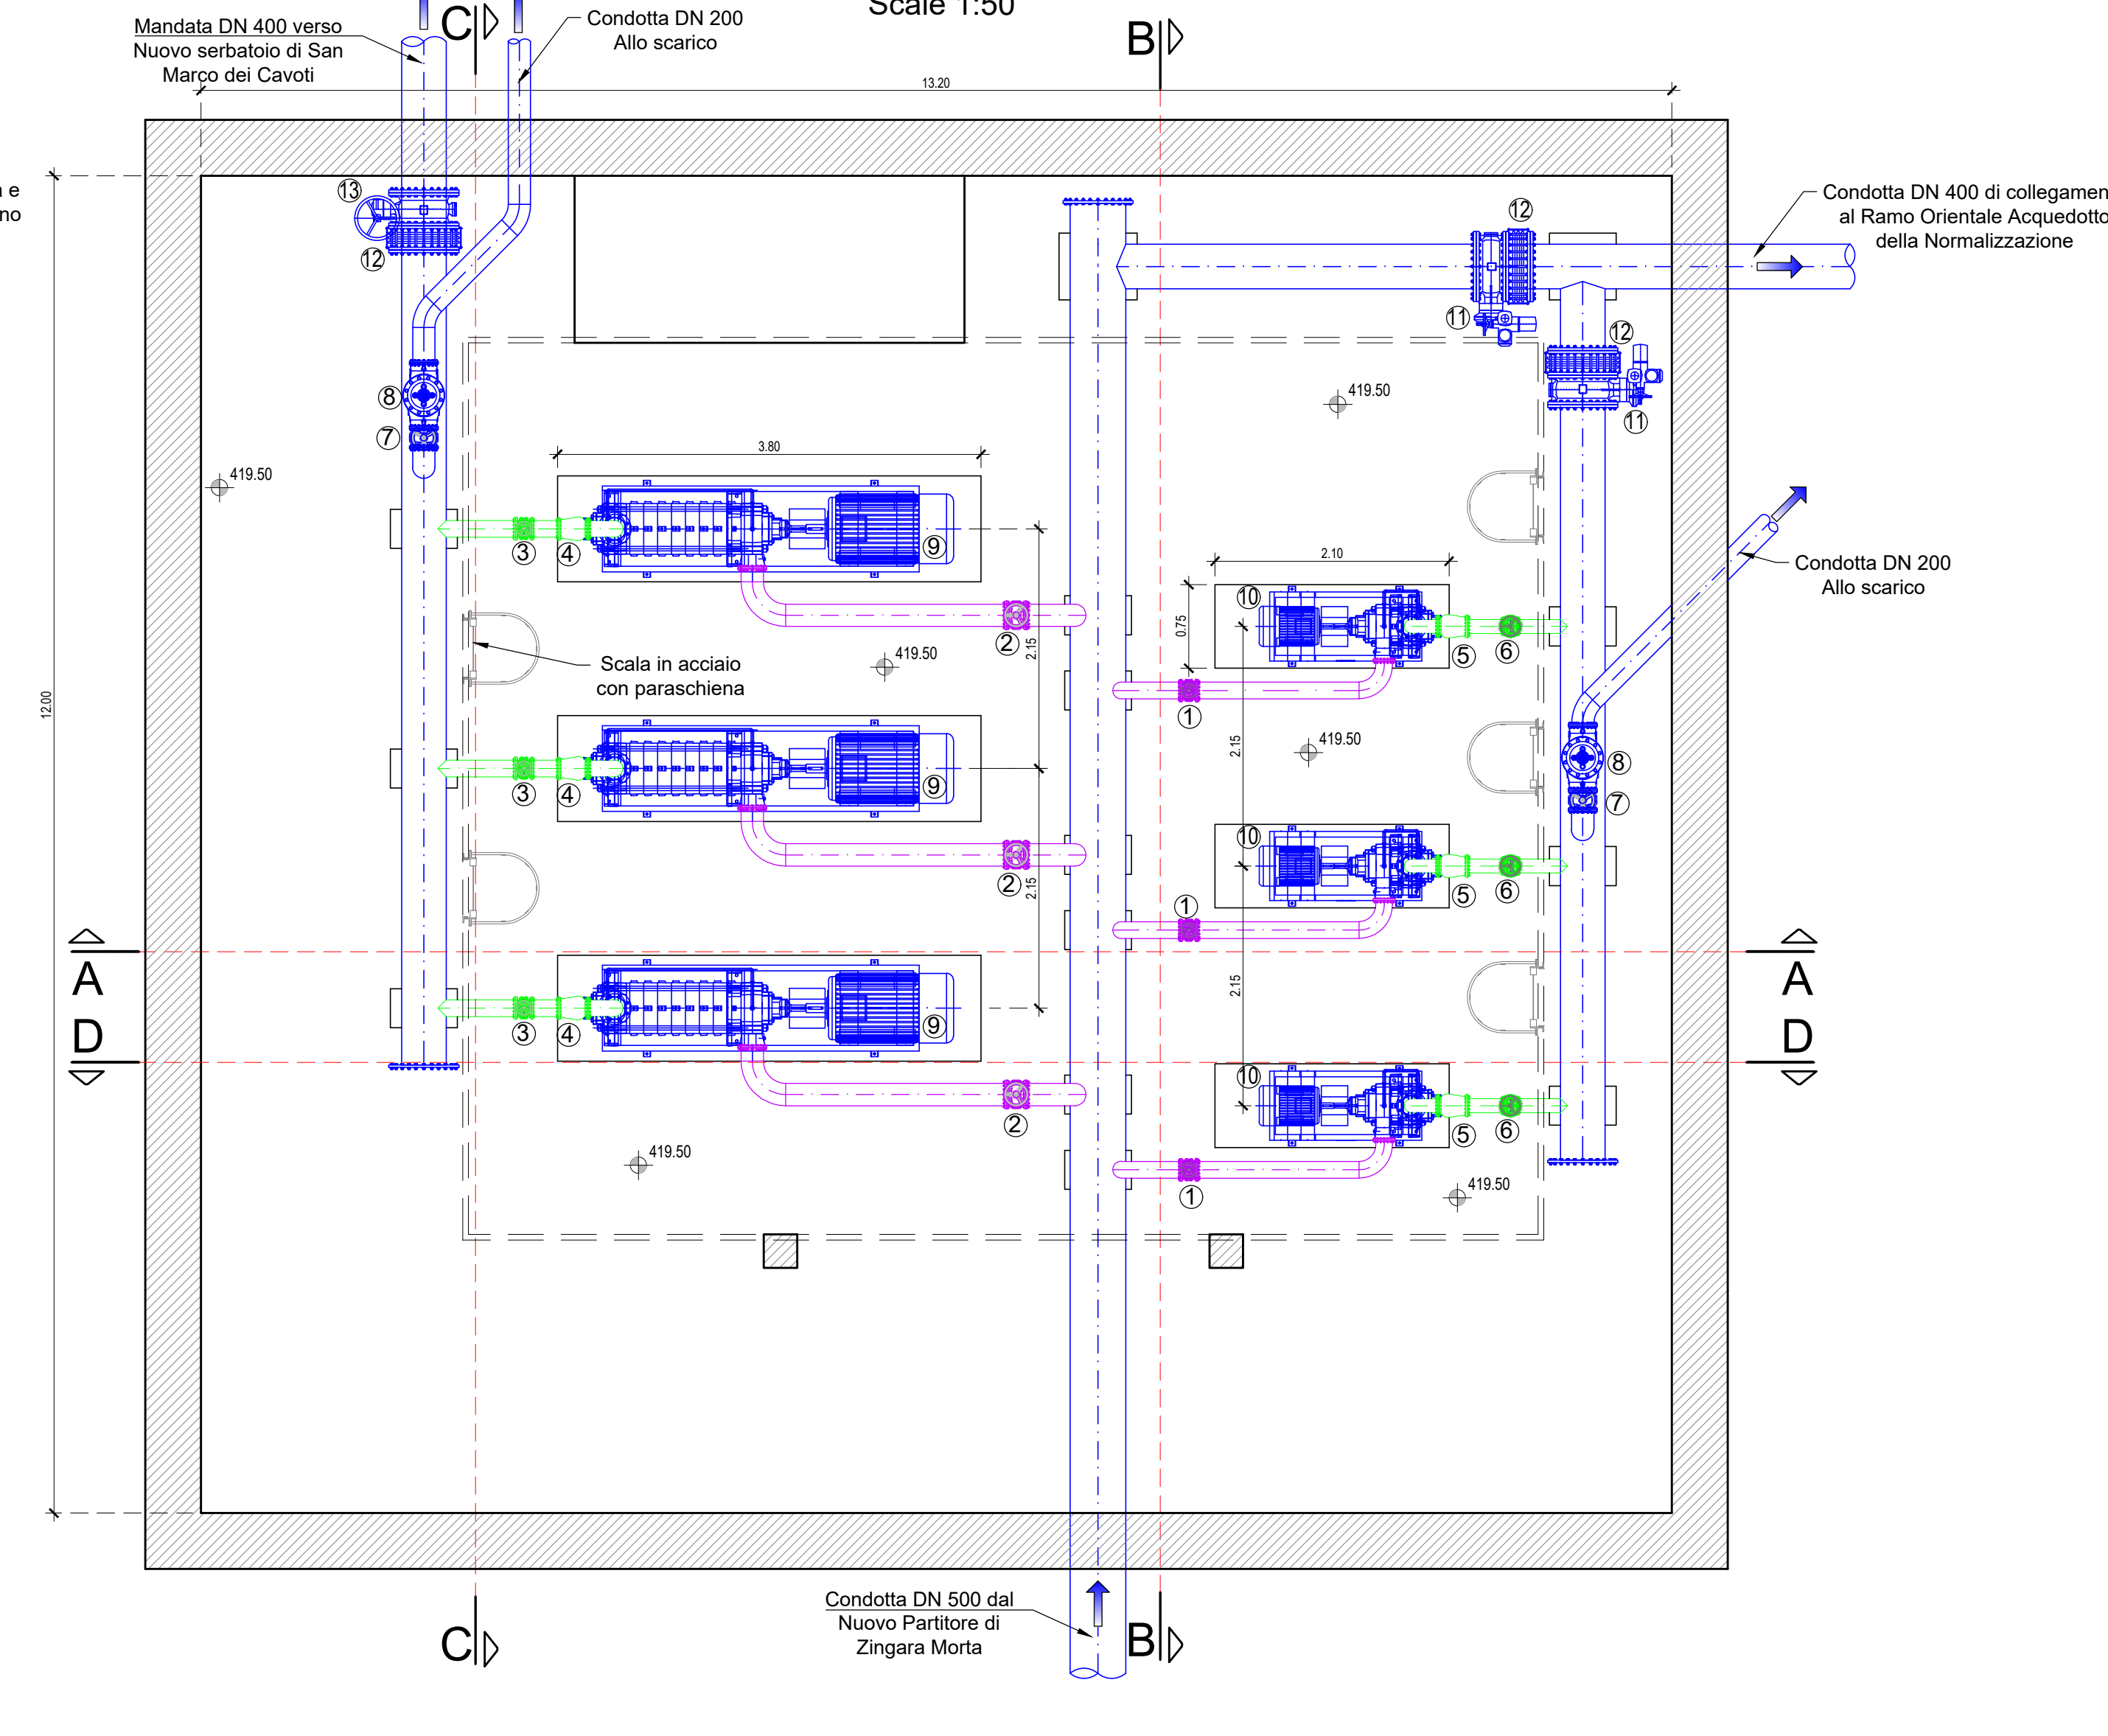 Scale 1:50
Mandata DN 400 verso
Nuovo serbatoio di San
Marco dei Cavoti
C
Condotta DN 200
Allo scarico
B
13.20
a e
no
13
12
12
Condotta DN 400 di collegamen
al Ramo Orientale Acquedotto
della Normalizzazione
11
12
11
8
7
419.50
419.50
3.80
3
4
9
2
2.15
419.50
Scala in acciaio
con paraschiena
12.00
2.10
0.75
10
5
6
1
Condotta DN 200
Allo scarico
2.15
419.50
8
7
3
4
9
2
2.15
10
5
6
1
A
A
D
D
3
4
9
2
2.15
10
5
6
1
419.50
419.50
Condotta DN 500 dal
Nuovo Partitore di
Zingara Morta
C
B